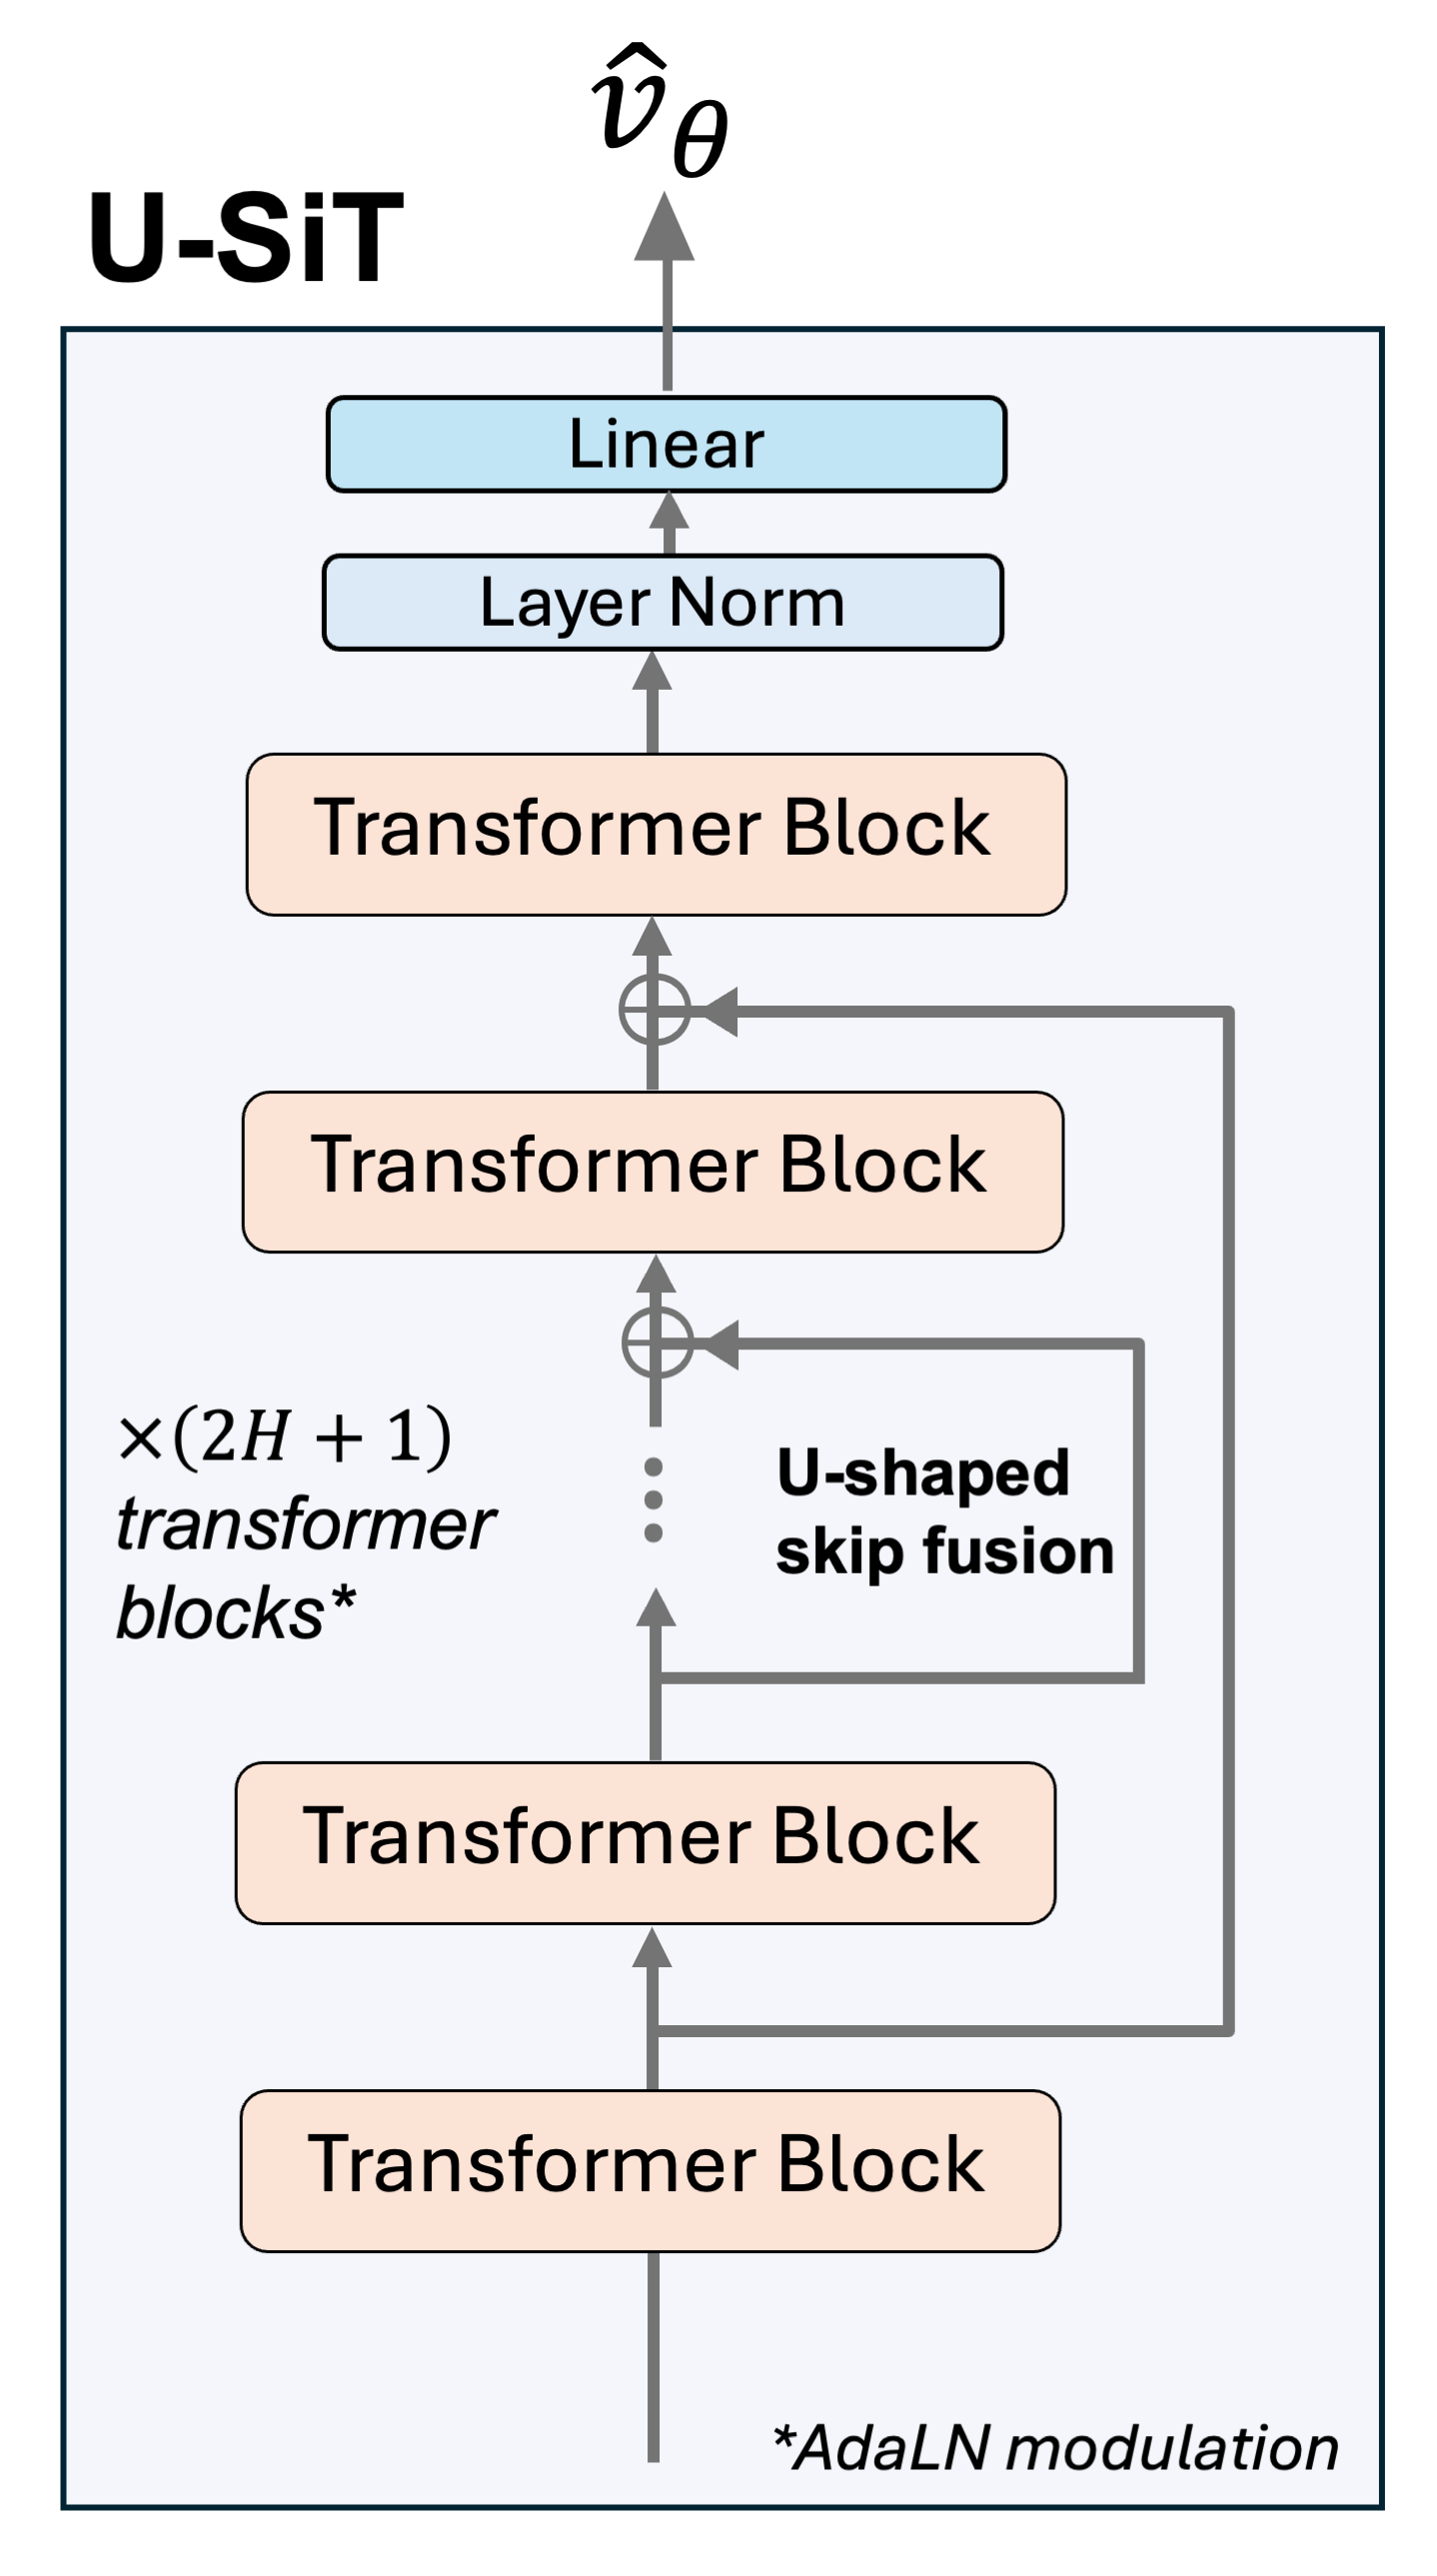 v̂θ
U-SiT
Linear
Layer Norm
Transformer Block
Transformer Block
×(2H + 1)
transformer
blocks*
U-shaped
skip fusion
Transformer Block
Transformer Block
*AdaLN modulation